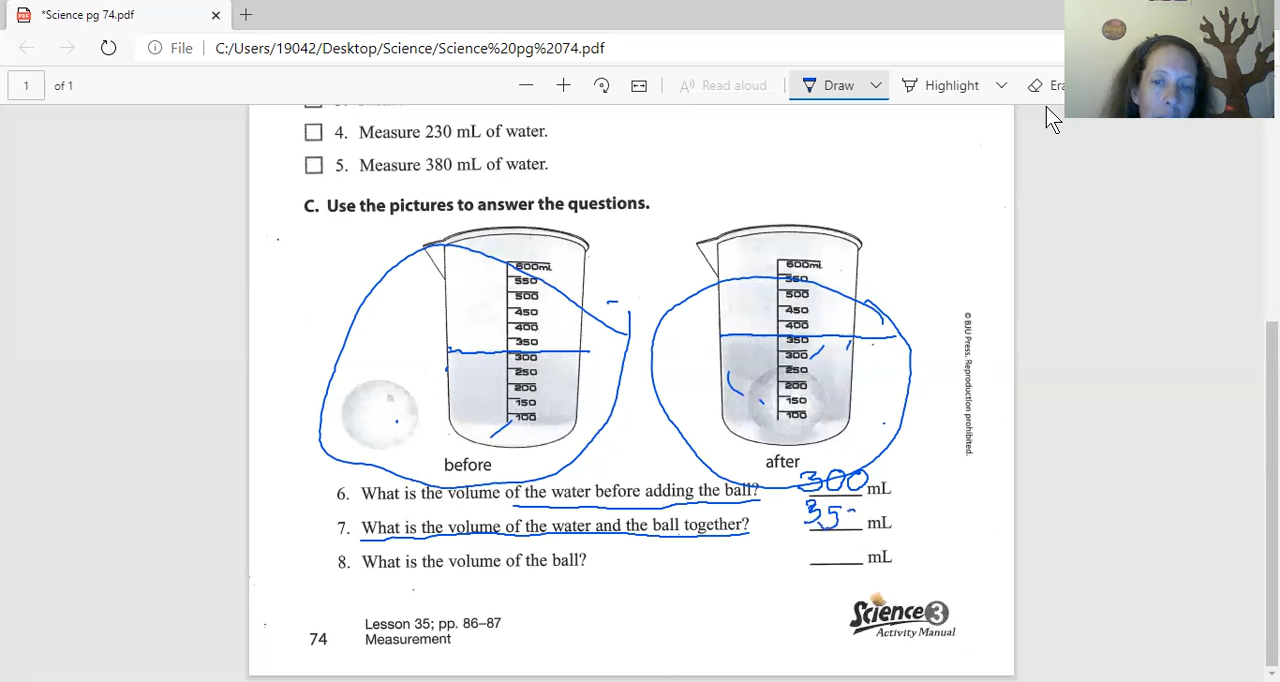 *Science pg 74.pdf
File C:/Users/19042/Desktop/Science/Science%20pg%2074.pdf
1 of 1 Read aloud Draw Highlight Era
4. Measure 230 mL of water.
5. Measure 380 mL of water.
C. Use the pictures to answer the questions.
600mL
550
500
450
400
350
300
250
200
150
100
before
600mL
550
500
450
400
350
300
250
200
150
100
after
6. What is the volume of the water before adding the ball? 300 mL
7. What is the volume of the water and the ball together? 35 mL
8. What is the volume of the ball? ____ mL
© BJU Press. Reproduction prohibited.
74 Lesson 35; pp. 86–87
Measurement
Science 3
Activity Manual